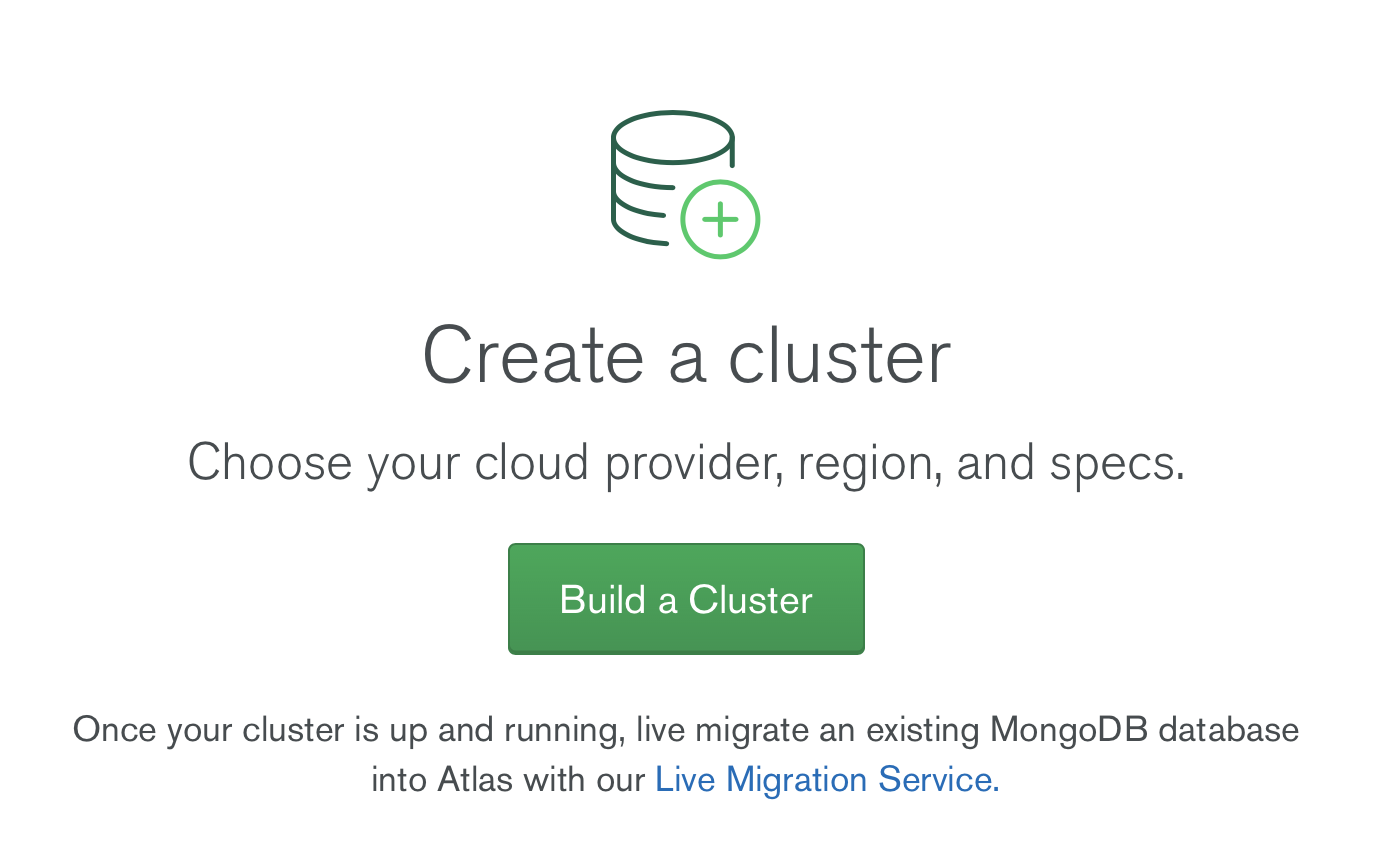 Create a cluster
Choose your cloud provider, region, and specs.
Build a Cluster
Once your cluster is up and running, live migrate an existing MongoDB database
into Atlas with our Live Migration Service.